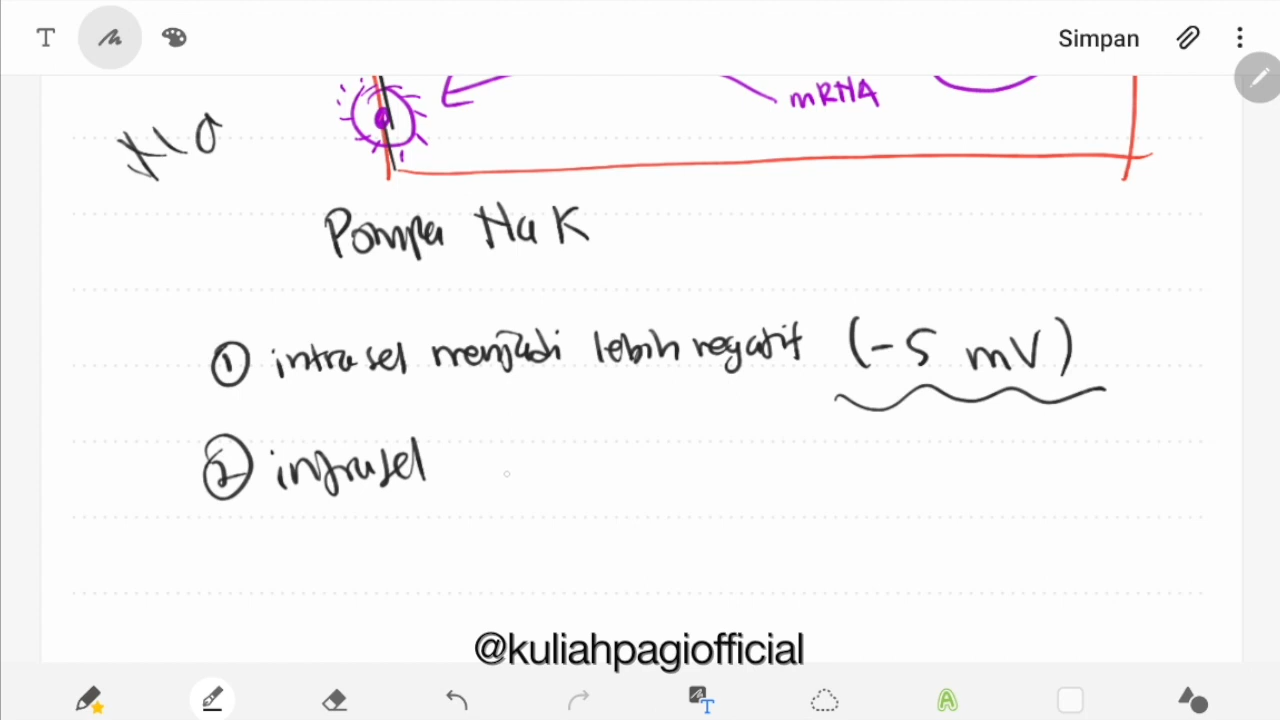 T
Simpan
mRNA
Pompa Na K
① intrasel menjadi lebih negatif (-5 mV)
② intrasel
@kuliahpagiofficial
T
A